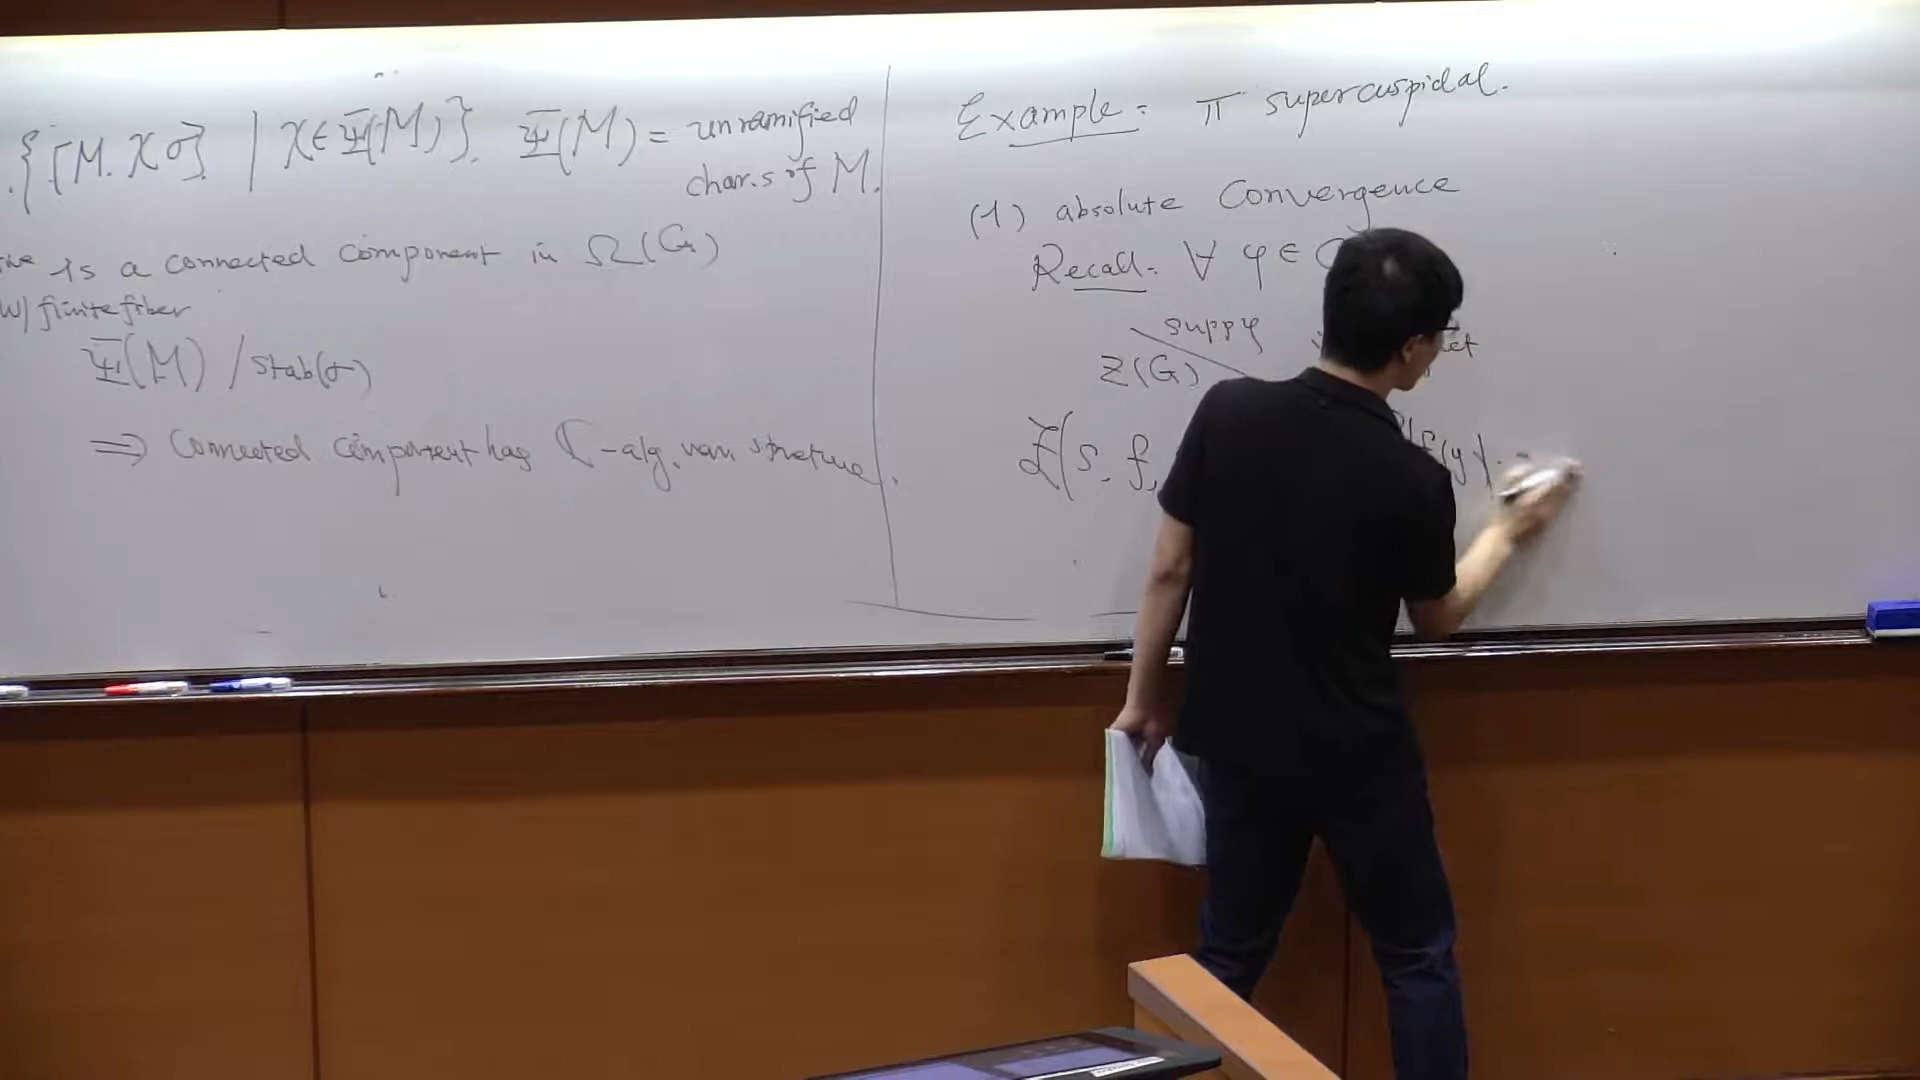 {[M, χσ] | χ∈Ψ(M)}. Ψ(M) = unramified
char.s of M.
is a connected component in Ω(G)
w/ finite fiber
Ψ(M) / Stab(σ)
⇒ Connected component has ℂ-alg. var. structure.
Example: π supercuspidal.
(1) absolute convergence
Recall: ∀ φ ∈ C
supp φ
Z(G)
Z(s, f,
f(g)